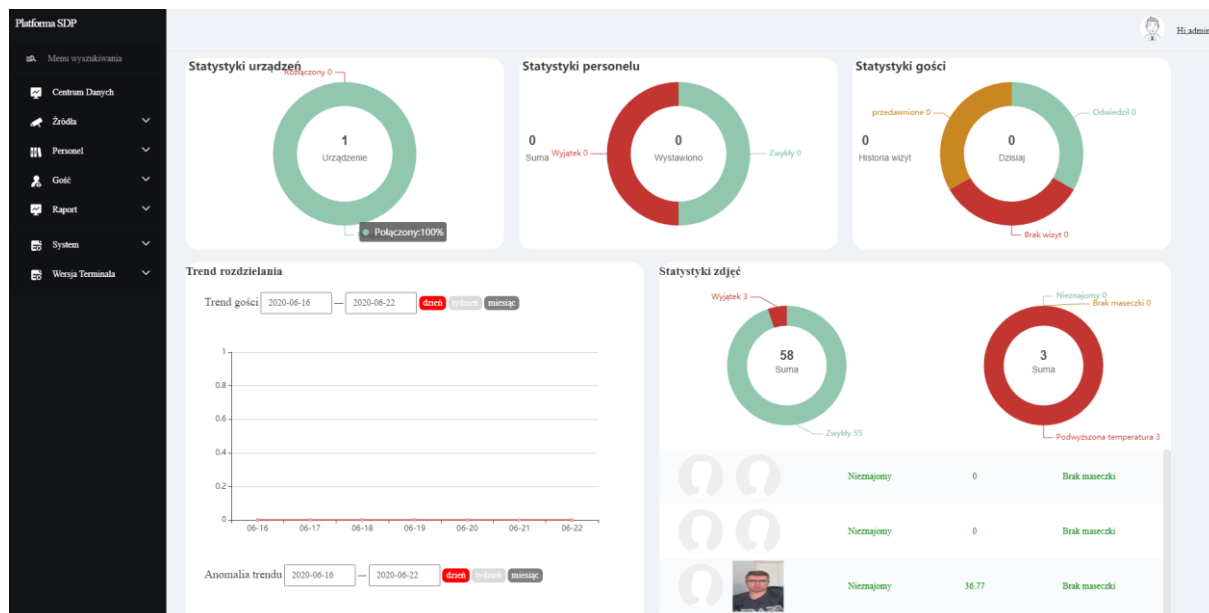 Platforma SDP
Hi,admin
Menu wyszukiwania
Centrum Danych
Źródła
Personel
Gość
Raport
System
Wersja Terminala
Statystyki urządzeń
Rozłączony 0
1
Urządzenie
Połączony:100%
Statystyki personelu
0
Suma
Wyjątek 0
0
Wystawiono
Zwykły 0
Statystyki gości
przedawnione 0
Odwiedził 0
0
Historia wizyt
0
Dzisiaj
Brak wizyt 0
Trend rozdzielania
Trend gości 2020-06-16 — 2020-06-22 dzień tydzień miesiąc
1
0.8
0.6
0.4
0.2
0
06-16 06-17 06-18 06-19 06-20 06-21 06-22
Anomalia trendu 2020-06-16 — 2020-06-22 dzień tydzień miesiąc
Statystyki zdjęć
Wyjątek 3
58
Suma
Zwykły 55
Nieznajomy 0
Brak maseczki 0
3
Suma
Podwyższona temperatura 3
Nieznajomy 0 Brak maseczki
Nieznajomy 0 Brak maseczki
Nieznajomy 36.77 Brak maseczki